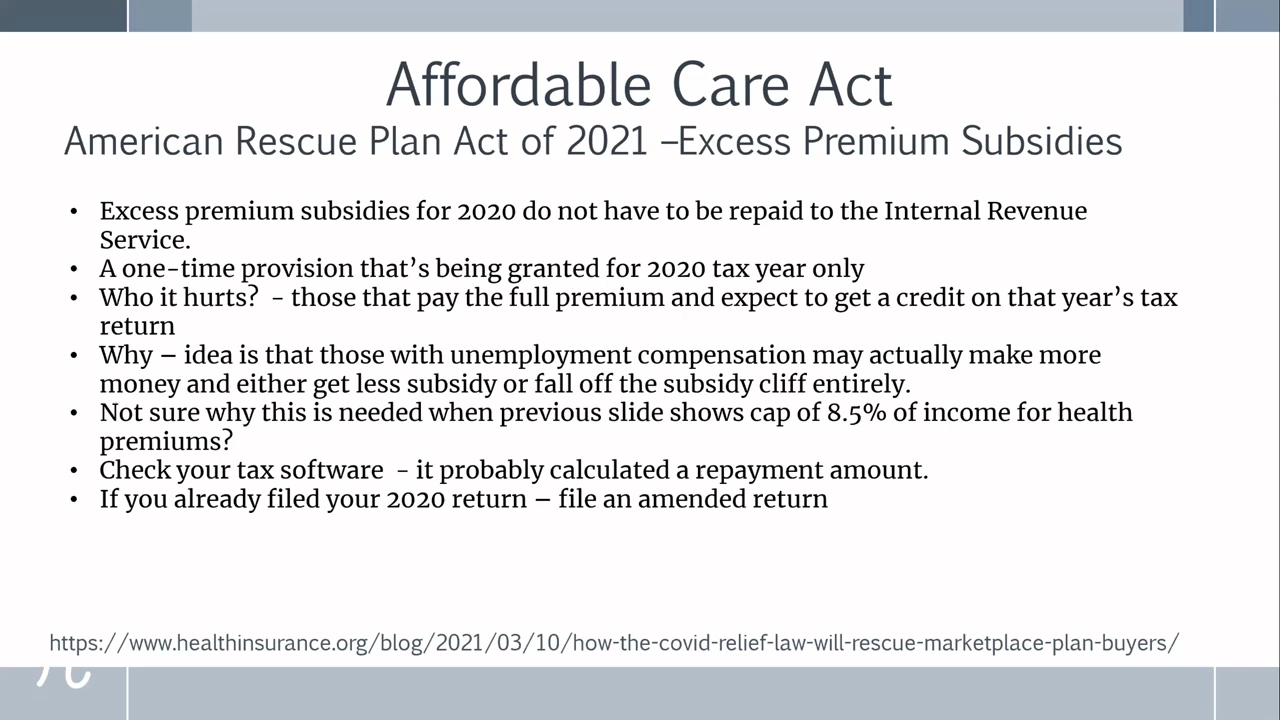 Affordable Care Act
American Rescue Plan Act of 2021 –Excess Premium Subsidies
• Excess premium subsidies for 2020 do not have to be repaid to the Internal Revenue
Service.
• A one-time provision that’s being granted for 2020 tax year only
• Who it hurts?  - those that pay the full premium and expect to get a credit on that year’s tax
return
• Why – idea is that those with unemployment compensation may actually make more
money and either get less subsidy or fall off the subsidy cliff entirely.
• Not sure why this is needed when previous slide shows cap of 8.5% of income for health
premiums?
• Check your tax software  - it probably calculated a repayment amount.
• If you already filed your 2020 return – file an amended return
https://www.healthinsurance.org/blog/2021/03/10/how-the-covid-relief-law-will-rescue-marketplace-plan-buyers/